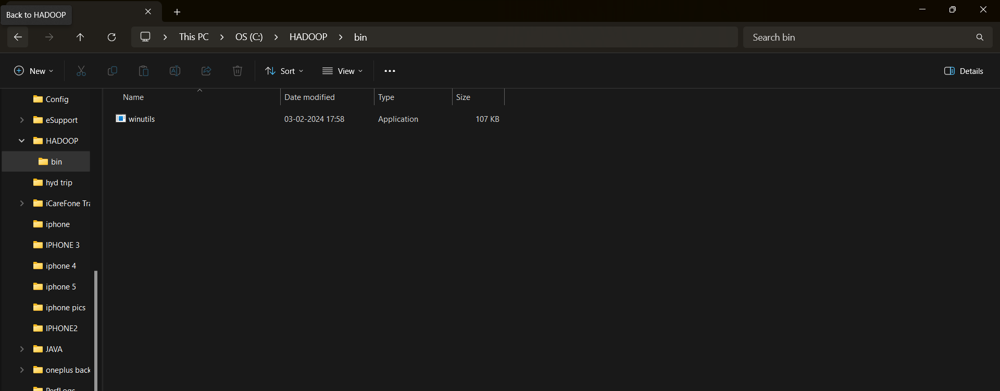 Back to HADOOP
This PC > OS (C:) > HADOOP > bin
Search bin
New
Sort
View
Details
Name Date modified Type Size
winutils 03-02-2024 17:58 Application 107 KB
Config
eSupport
HADOOP
bin
hyd trip
iCareFone Tra
iphone
IPHONE 3
iphone 4
iphone 5
iphone pics
IPHONE2
JAVA
oneplus back
PerfLogs